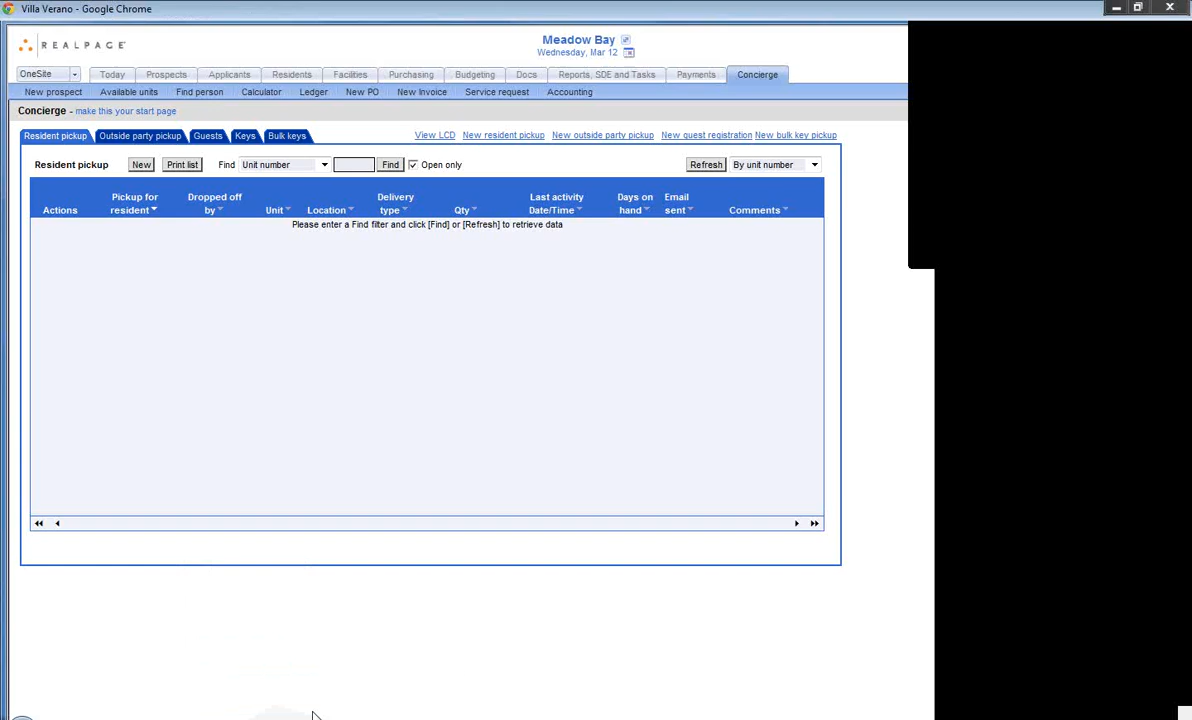 Villa Verano - Google Chrome
REALPAGE
Meadow Bay
Wednesday, Mar 12
OneSite Today Prospects Applicants Residents Facilities Purchasing Budgeting Docs Reports, SDE and Tasks Payments Concierge
New prospect Available units Find person Calculator Ledger New PO New Invoice Service request Accounting
Concierge - make this your start page
Resident pickup Outside party pickup Guests Keys Bulk keys View LCD New resident pickup New outside party pickup New guest registration New bulk key pickup
Resident pickup New Print list Find Unit number Find Open only Refresh By unit number
Pickup for Dropped off Delivery Last activity Days on Email
Actions resident by Unit Location type Qty Date/Time hand sent Comments
Please enter a Find filter and click [Find] or [Refresh] to retrieve data